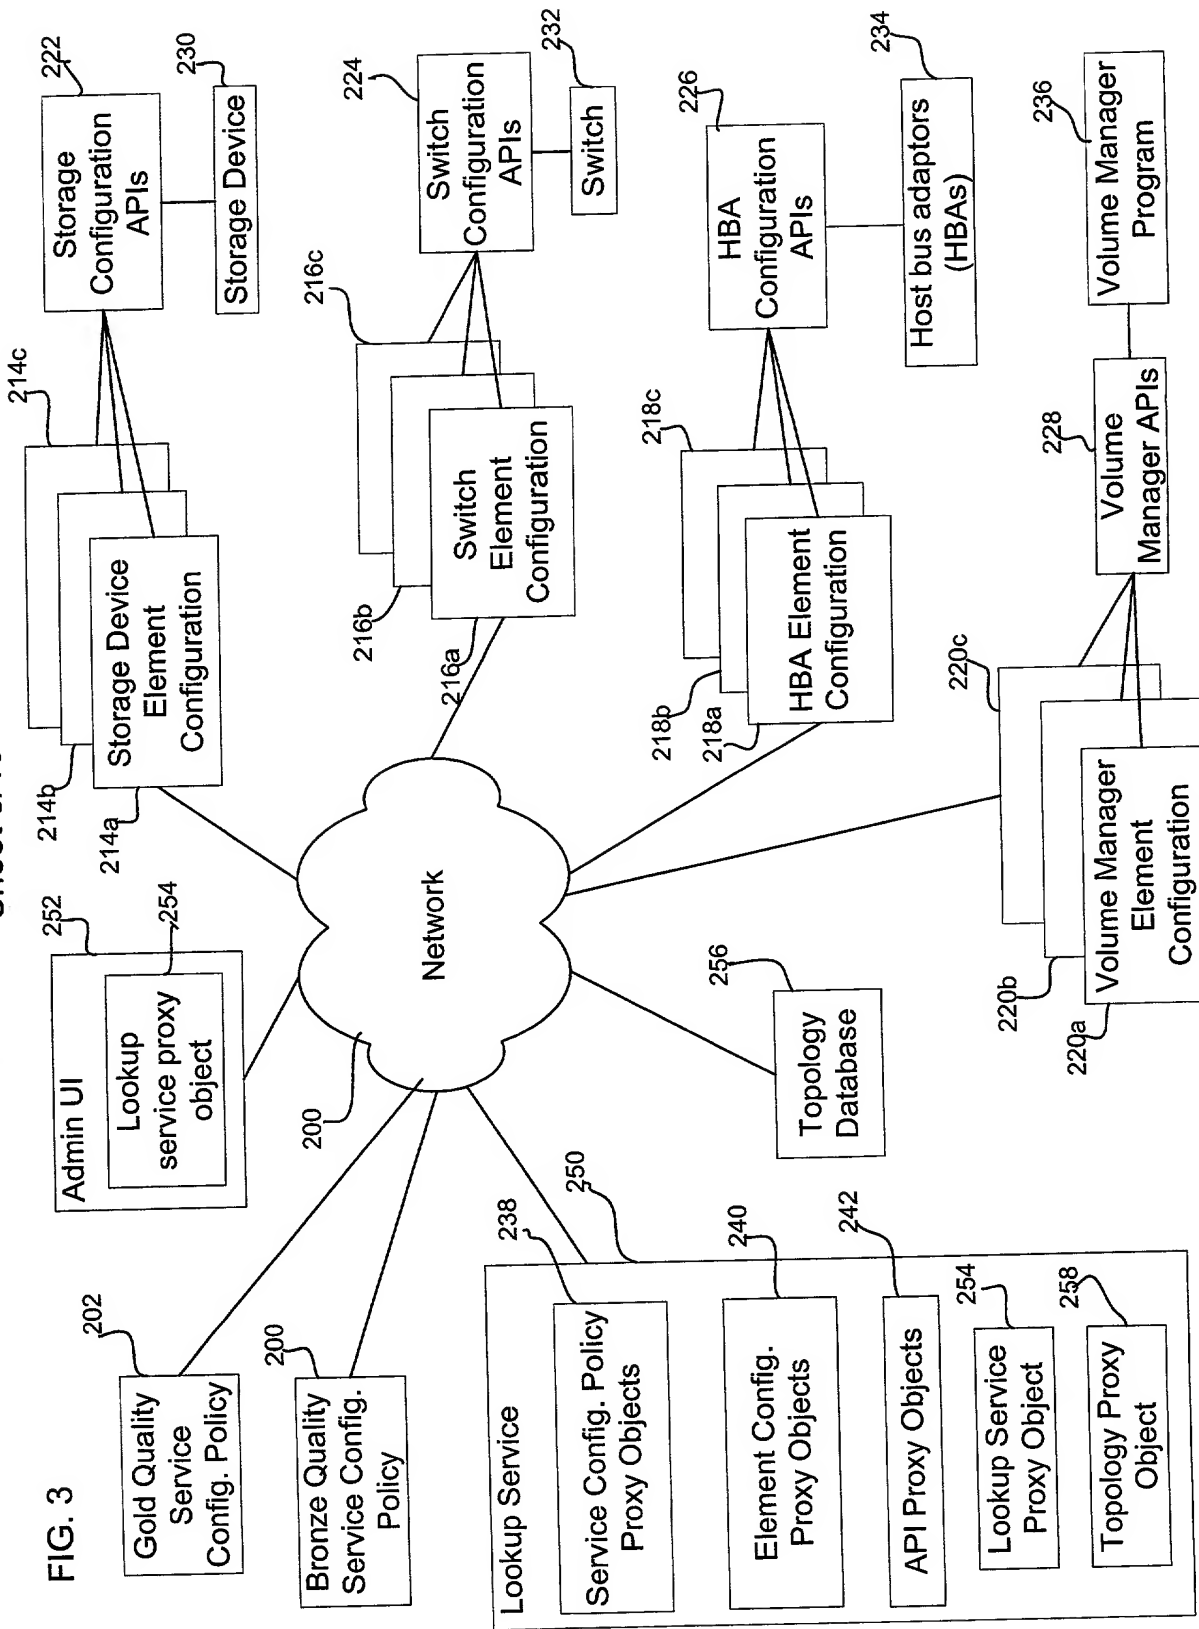 FIG. 3
202
Gold Quality
Service
Config. Policy
200
Bronze Quality
Service Config.
Policy
252
Admin UI
254
Lookup
service proxy
object
200
Network
Lookup Service
250
238
Service Config. Policy
Proxy Objects
240
Element Config.
Proxy Objects
242
API Proxy Objects
254
Lookup Service
Proxy Object
258
Topology Proxy
Object
256
Topology
Database
214c
214b
214a
Storage Device
Element
Configuration
222
Storage
Configuration
APIs
230
Storage Device
216c
216b
216a
Switch
Element
Configuration
224
Switch
Configuration
APIs
232
Switch
218c
218b
218a
HBA Element
Configuration
226
HBA
Configuration
APIs
234
Host bus adaptors
(HBAs)
220c
220b
220a
Volume Manager
Element
Configuration
228
Volume
Manager APIs
236
Volume Manager
Program